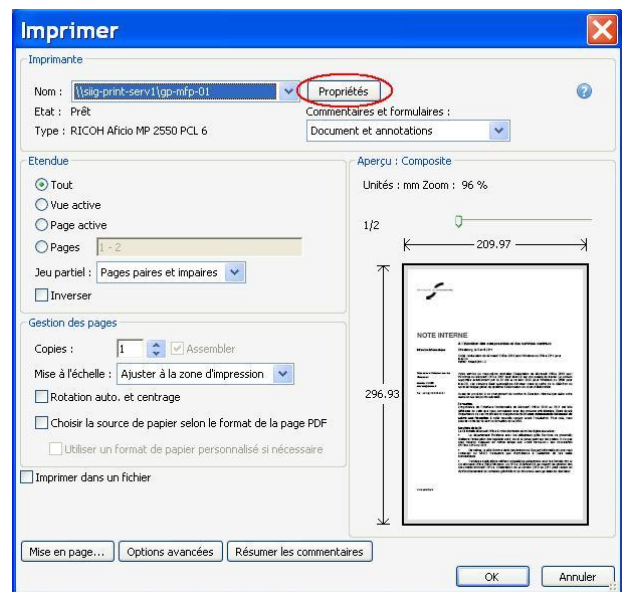 Imprimer
Imprimante
Nom : \\siig-print-serv1\gp-mfp-01 Propriétés
Etat : Prêt Commentaires et formulaires :
Type : RICOH Aficio MP 2550 PCL 6 Document et annotations
Etendue
Tout
Vue active
Page active
Pages 1 - 2
Jeu partiel : Pages paires et impaires
Inverser
Gestion des pages
Copies : 1 Assembler
Mise à l'échelle : Ajuster à la zone d'impression
Rotation auto. et centrage
Choisir la source de papier selon le format de la page PDF
Utiliser un format de papier personnalisé si nécessaire
Imprimer dans un fichier
Aperçu : Composite
Unités : mm Zoom : 96 %
1/2
209.97
296.93
NOTE INTERNE
Mise en page... Options avancées Résumer les commentaires
OK Annuler